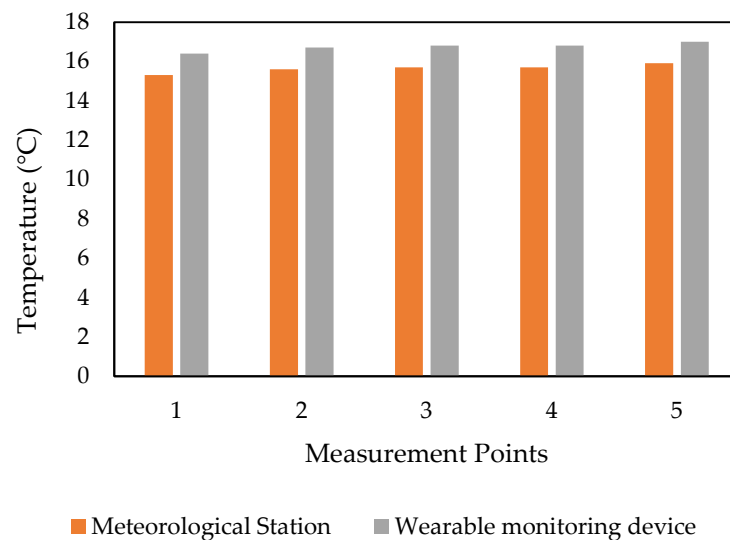 18
16
14
12
10
8
6
4
2
0
Temperature (°C)
1 2 3 4 5
Measurement Points
Meteorological Station Wearable monitoring device